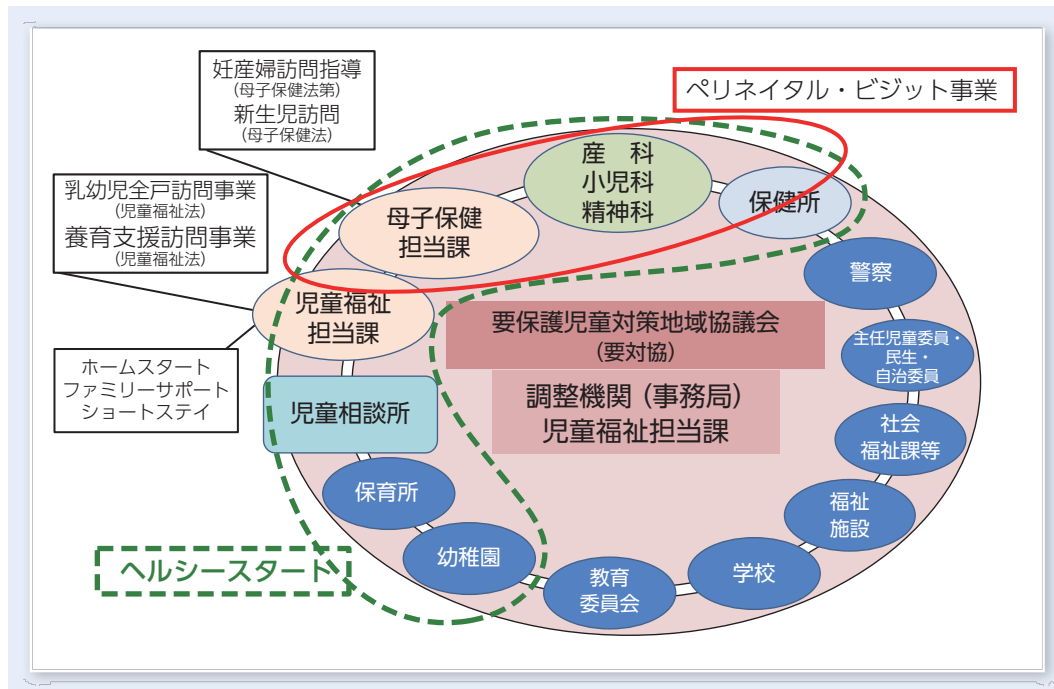 妊産婦訪問指導
(母子保健法第)
新生児訪問
(母子保健法)
ペリネイタル・ビジット事業
乳幼児全戸訪問事業
(児童福祉法)
養育支援訪問事業
(児童福祉法)
ホームスタート
ファミリーサポート
ショートステイ
産　科
小児科
精神科
保健所
母子保健
担当課
児童福祉
担当課
児童相談所
保育所
幼稚園
教育
委員会
学校
福祉
施設
社会
福祉課等
主任児童委員・
民生・
自治委員
警察
要保護児童対策地域協議会
(要対協)
調整機関(事務局)
児童福祉担当課
ヘルシースタート